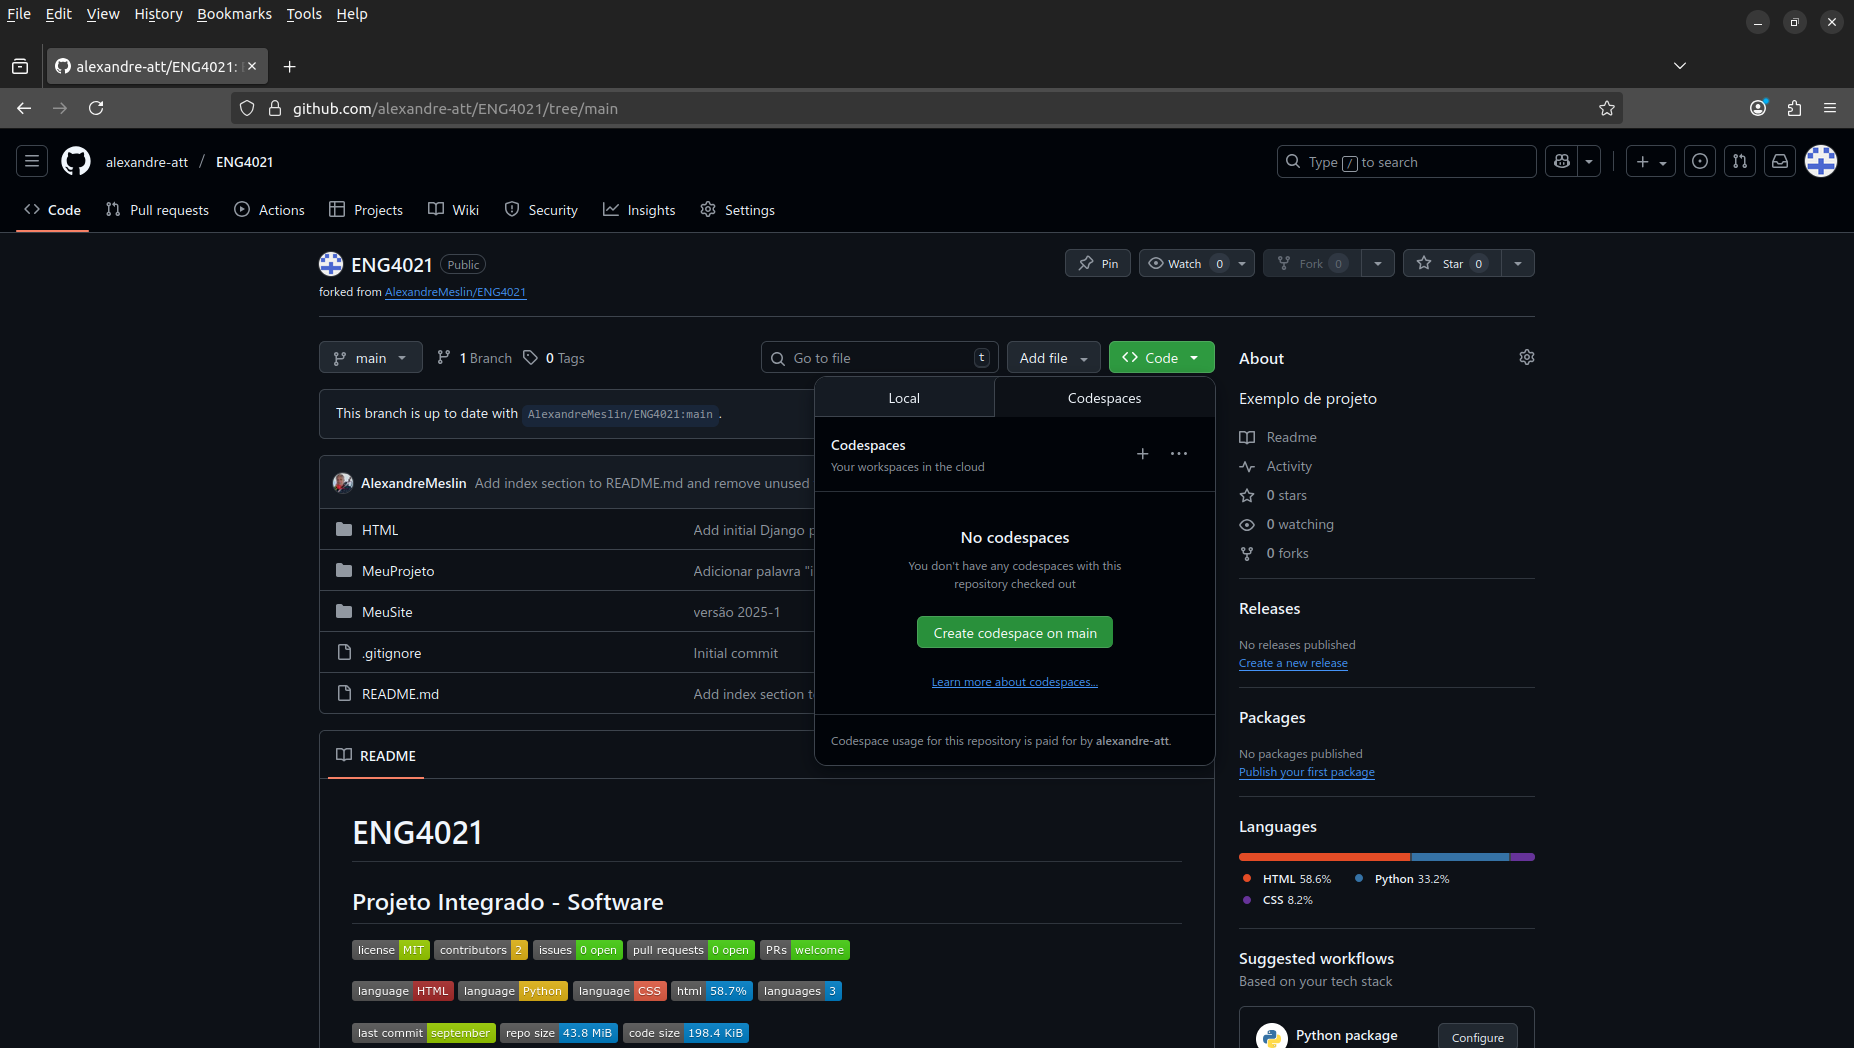 File Edit View History Bookmarks Tools Help
alexandre-att/ENG4021:
github.com/alexandre-att/ENG4021/tree/main
alexandre-att / ENG4021
Type / to search
Code Pull requests Actions Projects Wiki Security Insights Settings
ENG4021 Public
Pin Watch 0 Fork 0 Star 0
forked from AlexandreMeslin/ENG4021
main 1 Branch 0 Tags Go to file t Add file Code
Local Codespaces
This branch is up to date with AlexandreMeslin/ENG4021:main.
Codespaces
Your workspaces in the cloud
AlexandreMeslin Add index section to README.md and remove unused
HTML Add initial Django
MeuProjeto Adicionar palavra
MeuSite versão 2025-1
.gitignore Initial commit
README.md Add index section
No codespaces
You don't have any codespaces with this
repository checked out
Create codespace on main
Learn more about codespaces...
Codespace usage for this repository is paid for by alexandre-att.
README
ENG4021
Projeto Integrado - Software
license MIT contributors 2 issues 0 open pull requests 0 open PRs welcome
language HTML language Python language CSS html 58.7% languages 3
last commit september repo size 43.8 MiB code size 198.4 KiB
About
Exemplo de projeto
Readme
Activity
0 stars
0 watching
0 forks
Releases
No releases published
Create a new release
Packages
No packages published
Publish your first package
Languages
HTML 58.6% Python 33.2%
CSS 8.2%
Suggested workflows
Based on your tech stack
Python package Configure